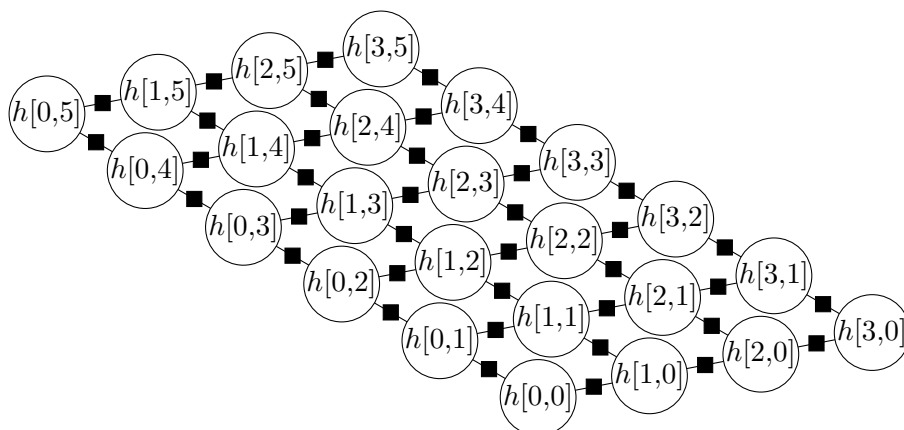 h[0,5]
h[1,5]
h[2,5]
h[3,5]
h[0,4]
h[1,4]
h[2,4]
h[3,4]
h[0,3]
h[1,3]
h[2,3]
h[3,3]
h[0,2]
h[1,2]
h[2,2]
h[3,2]
h[0,1]
h[1,1]
h[2,1]
h[3,1]
h[0,0]
h[1,0]
h[2,0]
h[3,0]